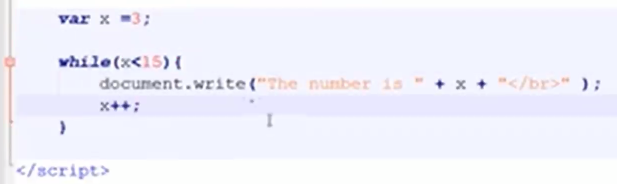 var x =3;
while(x<15){
document.write("The number is " + x + "</br>" );
x++;
}
</script>